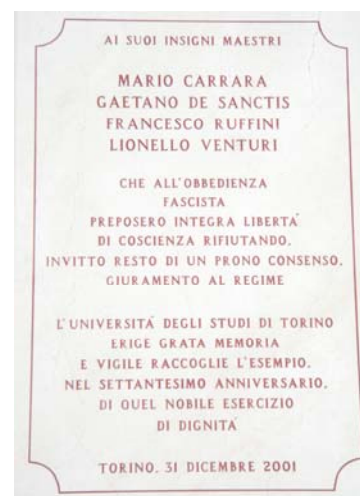 AI SUOI INSIGNI MAESTRI
MARIO CARRARA
GAETANO DE SANCTIS
FRANCESCO RUFFINI
LIONELLO VENTURI
CHE ALL'OBBEDIENZA
FASCISTA
PREPOSERO INTEGRA LIBERTA'
DI COSCIENZA RIFIUTANDO,
INVITTO RESTO DI UN PRONO CONSENSO,
GIURAMENTO AL REGIME
L'UNIVERSITA' DEGLI STUDI DI TORINO
ERIGE GRATA MEMORIA
E VIGILE RACCOGLIE L'ESEMPIO,
NEL SETTANTESIMO ANNIVERSARIO,
DI QUEL NOBILE ESERCIZIO
DI DIGNITA'
TORINO, 31 DICEMBRE 2001